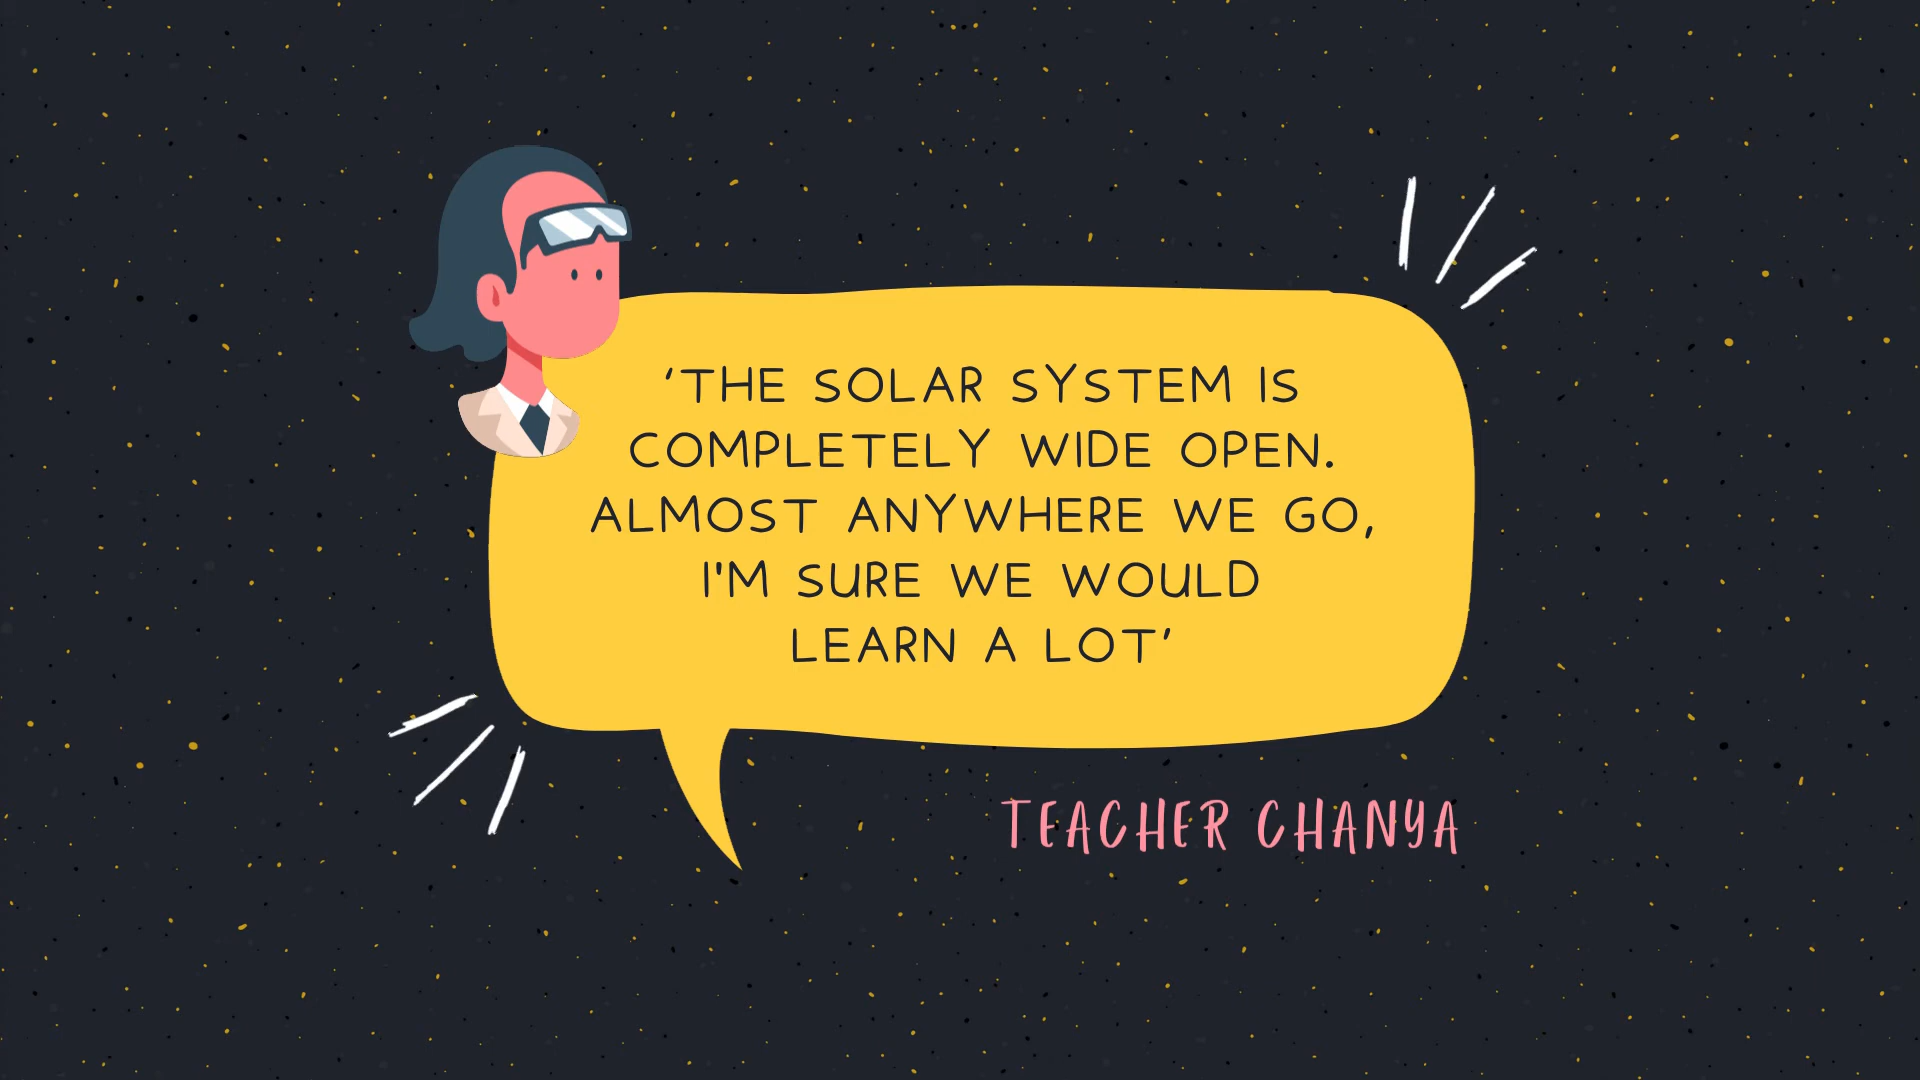 ‘THE SOLAR SYSTEM IS
COMPLETELY WIDE OPEN.
ALMOST ANYWHERE WE GO,
I'M SURE WE WOULD
LEARN A LOT’
TEACHER CHANYA